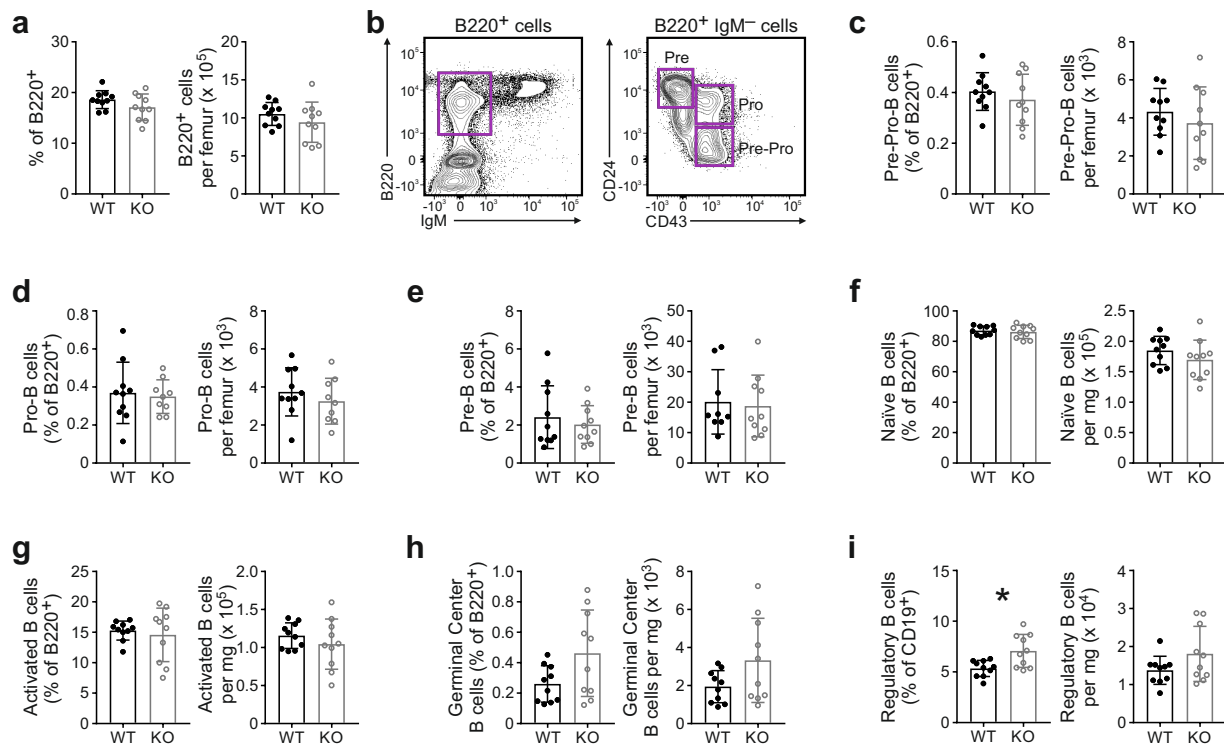 a
% of B220+
30
20
10
0
WT KO
B220+ cells
per femur (x 10⁵)
20
15
10
5
0
WT KO
b
B220+ cells
B220
10⁵
10⁴
10³
0
-10³
-10³ 0 10³ 10⁴ 10⁵
IgM
B220+ IgM− cells
CD24
10⁵
10⁴
10³
0
-10³
Pre
Pro
Pre-Pro
-10³ 0 10³ 10⁴ 10⁵
CD43
c
Pre-Pro-B cells
(% of B220+)
0.6
0.4
0.2
0
WT KO
Pre-Pro-B cells
per femur (x 10³)
8
6
4
2
0
WT KO
d
Pro-B cells
(% of B220+)
0.8
0.6
0.4
0.2
0
WT KO
Pro-B cells
per femur (x 10³)
8
6
4
2
0
WT KO
e
Pre-B cells
(% of B220+)
8
6
4
2
0
WT KO
Pre-B cells
per femur (x 10³)
50
40
30
20
10
0
WT KO
f
Naïve B cells
(% of B220+)
100
80
60
40
20
0
WT KO
Naïve B cells
per mg (x 10⁵)
2.5
2.0
1.5
1.0
0.5
0
WT KO
g
Activated B cells
(% of B220+)
25
20
15
10
5
0
WT KO
Activated B cells
per mg (x 10⁵)
2.0
1.5
1.0
0.5
0
WT KO
h
Germinal Center
B cells (% of B220+)
1.0
0.8
0.6
0.4
0.2
0
WT KO
Germinal Center
B cells per mg (x 10³)
8
6
4
2
0
WT KO
i
Regulatory B cells
(% of CD19+)
15
10
5
0
*
WT KO
Regulatory B cells
per mg (x 10⁴)
4
3
2
1
0
WT KO